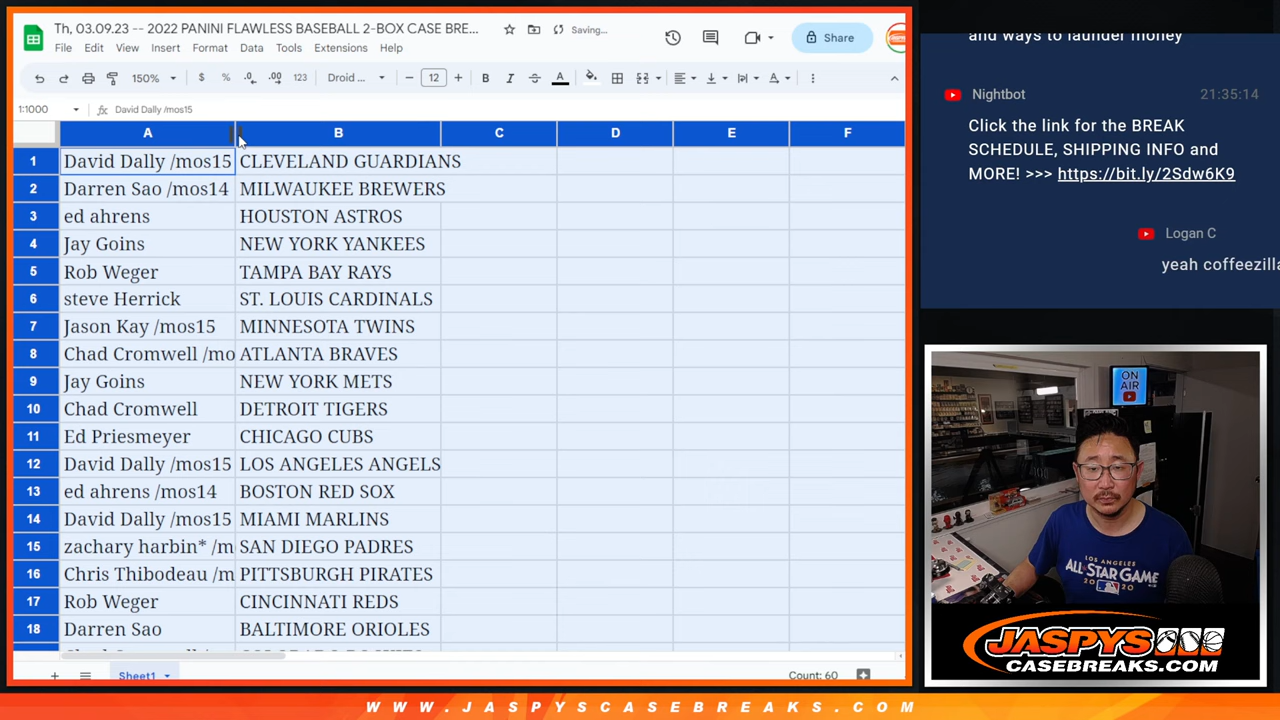 Th, 03.09.23 -- 2022 PANINI FLAWLESS BASEBALL 2-BOX CASE BRE...
Saving...
Share
File Edit View Insert Format Data Tools Extensions Help
150% $ % .0 .00 123 Droid ... 12 B I A
1:1000 fx David Dally /mos15
A B C D E F
1 David Dally /mos15 CLEVELAND GUARDIANS
2 Darren Sao /mos14 MILWAUKEE BREWERS
3 ed ahrens HOUSTON ASTROS
4 Jay Goins NEW YORK YANKEES
5 Rob Weger TAMPA BAY RAYS
6 steve Herrick ST. LOUIS CARDINALS
7 Jason Kay /mos15 MINNESOTA TWINS
8 Chad Cromwell /mo ATLANTA BRAVES
9 Jay Goins NEW YORK METS
10 Chad Cromwell DETROIT TIGERS
11 Ed Priesmeyer CHICAGO CUBS
12 David Dally /mos15 LOS ANGELES ANGELS
13 ed ahrens /mos14 BOSTON RED SOX
14 David Dally /mos15 MIAMI MARLINS
15 zachary harbin* /m SAN DIEGO PADRES
16 Chris Thibodeau /m PITTSBURGH PIRATES
17 Rob Weger CINCINNATI REDS
18 Darren Sao BALTIMORE ORIOLES
Sheet1
Count: 60
and ways to launder money
Nightbot 21:35:14
Click the link for the BREAK
SCHEDULE, SHIPPING INFO and
MORE! >>> https://bit.ly/2Sdw6K9
Logan C
yeah coffeezilla
ON
AIR
LOS ANGELES
ALL STAR GAME
2020
JASPYS
CASEBREAKS.COM
WWW.JASPYSCASEBREAKS.COM